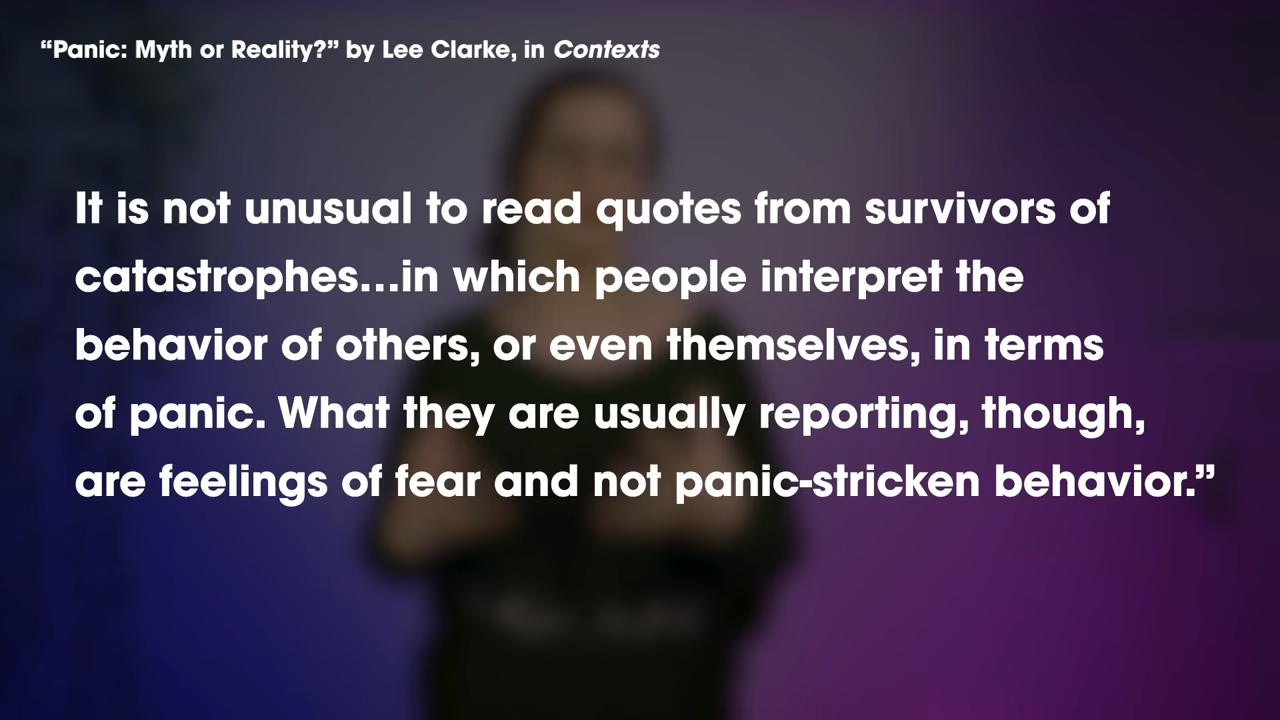 “Panic: Myth or Reality?” by Lee Clarke, in Contexts
It is not unusual to read quotes from survivors of
catastrophes...in which people interpret the
behavior of others, or even themselves, in terms
of panic. What they are usually reporting, though,
are feelings of fear and not panic-stricken behavior.”